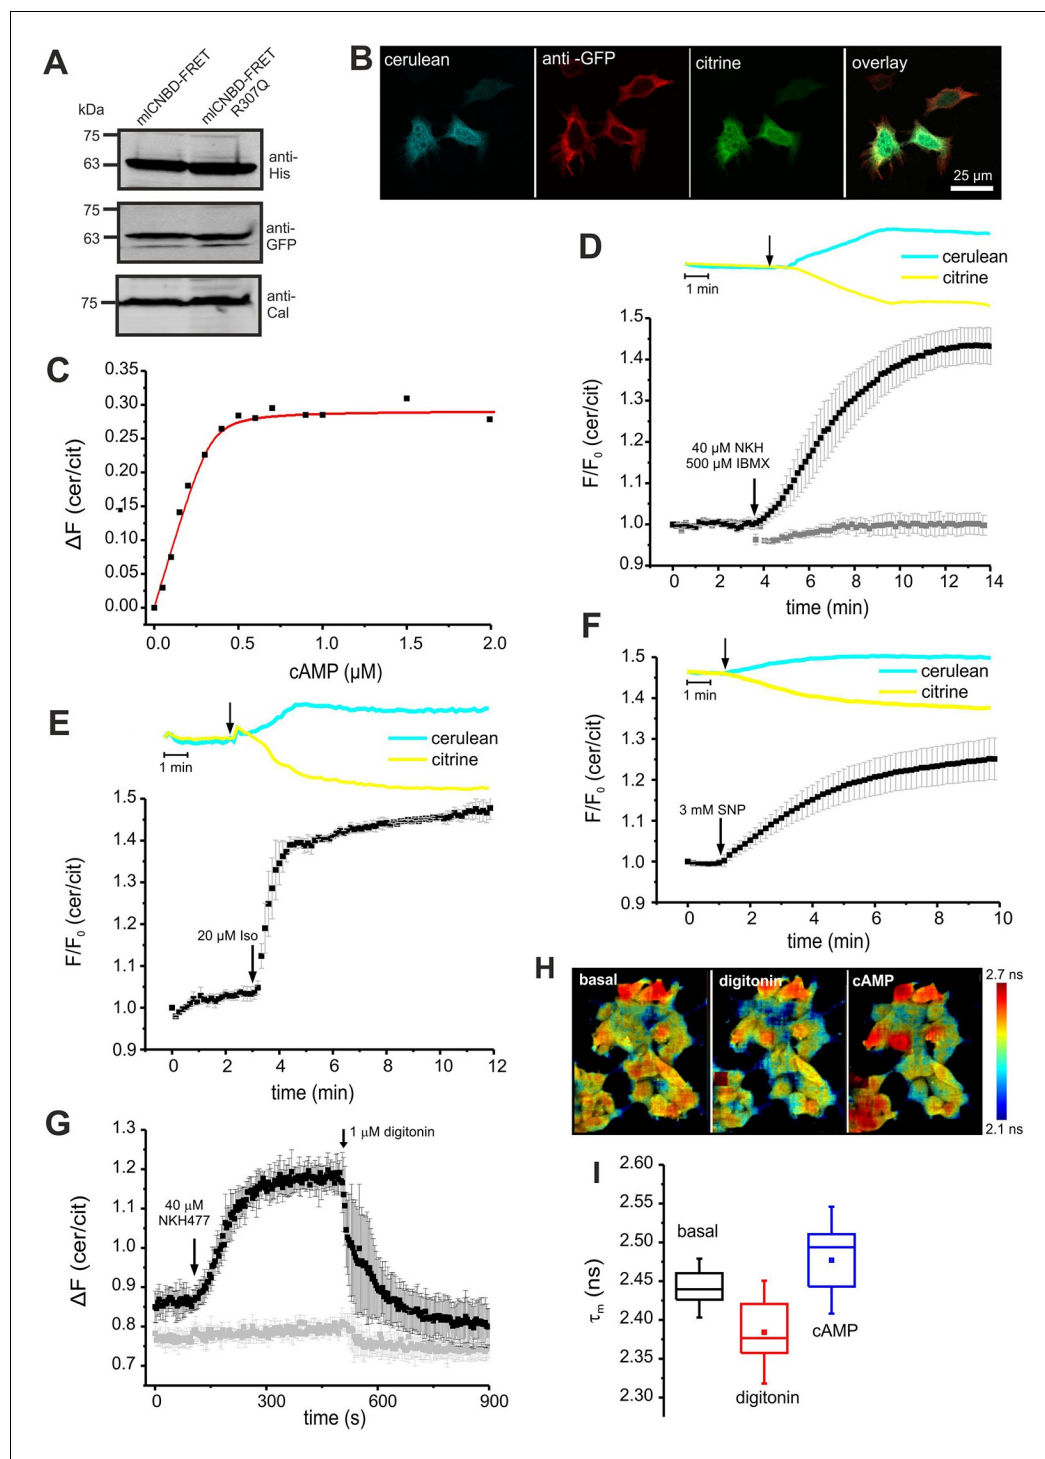 A
mlCNBD-FRET
mlCNBD-FRET
R307Q
kDa
75
63
anti-
His
75
63
anti-
GFP
75
anti-
Cal
B
cerulean
anti -GFP
citrine
overlay
25 µm
C
ΔF (cer/cit)
0.35
0.30
0.25
0.20
0.15
0.10
0.05
0.00
0.0
0.5
1.0
1.5
2.0
cAMP (µM)
D
cerulean
citrine
1 min
F/F0 (cer/cit)
1.5
1.4
1.3
1.2
1.1
1.0
0.9
40 µM NKH
500 µM IBMX
0
2
4
6
8
10
12
14
time (min)
E
cerulean
citrine
1 min
F/F0 (cer/cit)
1.5
1.4
1.3
1.2
1.1
1.0
0.9
20 µM Iso
0
2
4
6
8
10
12
time (min)
F
cerulean
citrine
1 min
F/F0 (cer/cit)
1.5
1.4
1.3
1.2
1.1
1.0
0.9
3 mM SNP
0
2
4
6
8
10
time (min)
G
ΔF (cer/cit)
1.3
1.2
1.1
1.0
0.9
0.8
0.7
40 µM
NKH477
1 µM digitonin
0
300
600
900
time (s)
H
basal
digitonin
cAMP
2.7 ns
2.1 ns
I
τm (ns)
2.60
2.55
2.50
2.45
2.40
2.35
2.30
basal
digitonin
cAMP